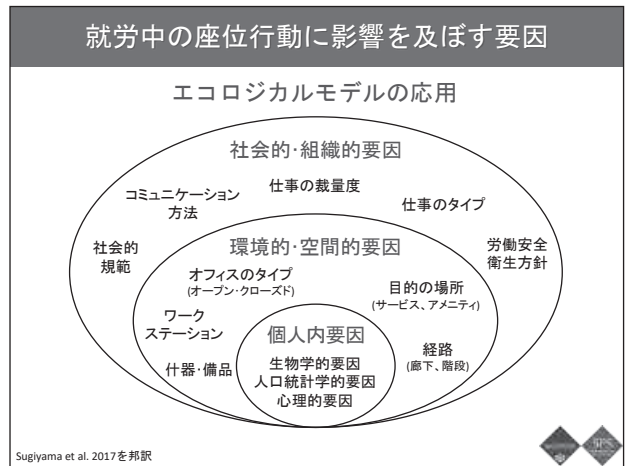 就労中の座位行動に影響を及ぼす要因
エコロジカルモデルの応用
社会的･組織的要因
コミュニケーション
方法
仕事の裁量度
仕事のタイプ
社会的
規範
労働安全
衛生方針
環境的･空間的要因
オフィスのタイプ
(オープン･クローズド)
目的の場所
(サービス、アメニティ)
ワーク
ステーション
什器･備品
経路
(廊下、階段)
個人内要因
生物学的要因
人口統計学的要因
心理的要因
Sugiyama et al. 2017を邦訳